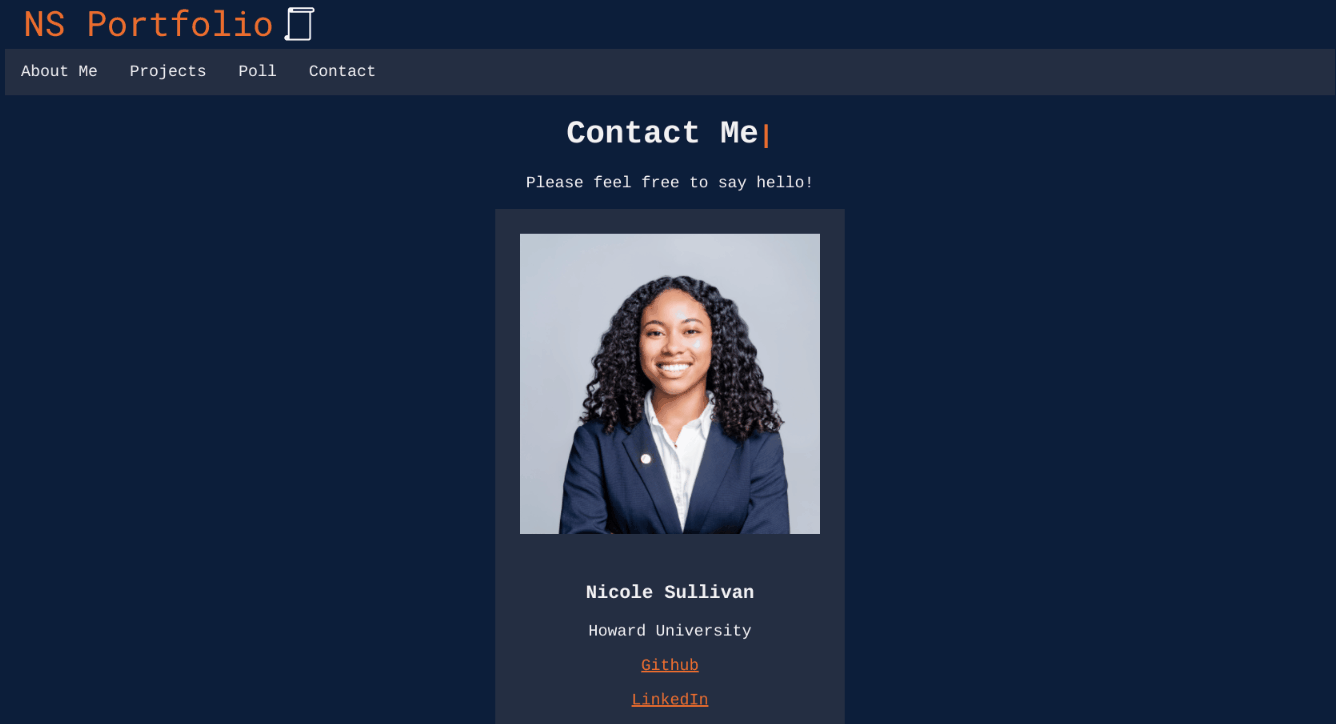 NS Portfolio
About Me Projects Poll Contact
Contact Me
Please feel free to say hello!
Nicole Sullivan
Howard University
Github
LinkedIn